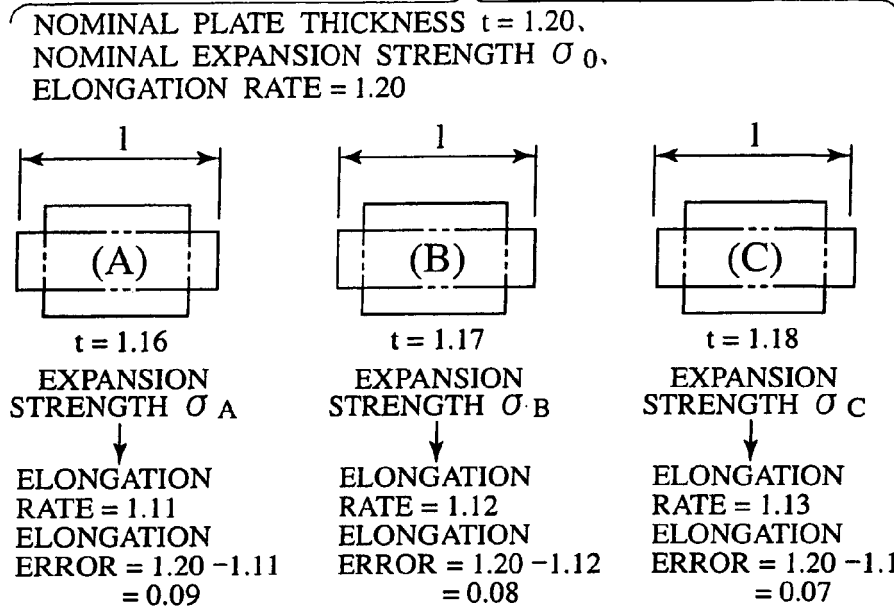 NOMINAL PLATE THICKNESS t = 1.20、
NOMINAL EXPANSION STRENGTH σ0、
ELONGATION RATE = 1.20
l
(A)
t = 1.16
EXPANSION
STRENGTH σA
ELONGATION
RATE = 1.11
ELONGATION
ERROR = 1.20 −1.11
= 0.09
l
(B)
t = 1.17
EXPANSION
STRENGTH σB
ELONGATION
RATE = 1.12
ELONGATION
ERROR = 1.20 −1.12
= 0.08
l
(C)
t = 1.18
EXPANSION
STRENGTH σC
ELONGATION
RATE = 1.13
ELONGATION
ERROR = 1.20 −1.1
= 0.07